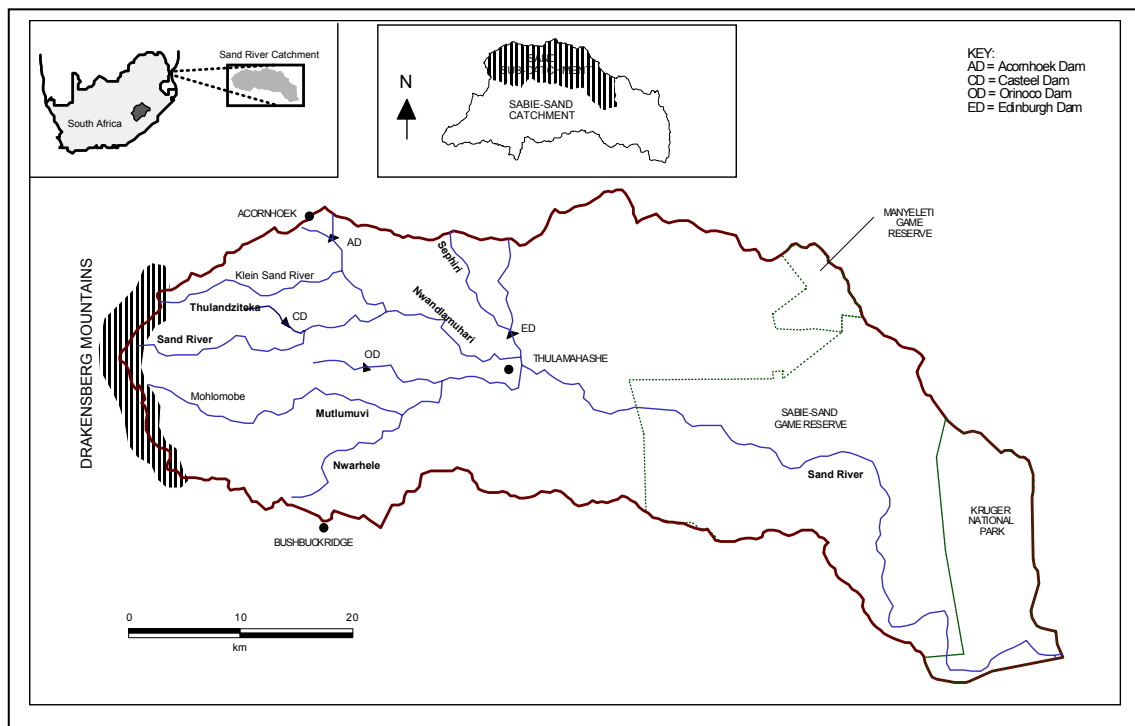 Sand River Catchment
South Africa
N
SAND
SUB-CATCHMENT
SABIE-SAND
CATCHMENT
KEY:
AD = Acornhoek Dam
CD = Casteel Dam
OD = Orinoco Dam
ED = Edinburgh Dam
MANYELETI
GAME
RESERVE
ACORNHOEK
AD
Sephiri
Klein Sand River
Thulandziteka
CD
Nwandlamuhari
ED
Sand River
OD
THULAMAHASHE
DRAKENSBERG MOUNTAINS
Mohlomobe
Mutlumuvi
SABIE-SAND
GAME RESERVE
Nwarhele
Sand River
KRUGER
NATIONAL
PARK
BUSHBUCKRIDGE
0 10 20
km